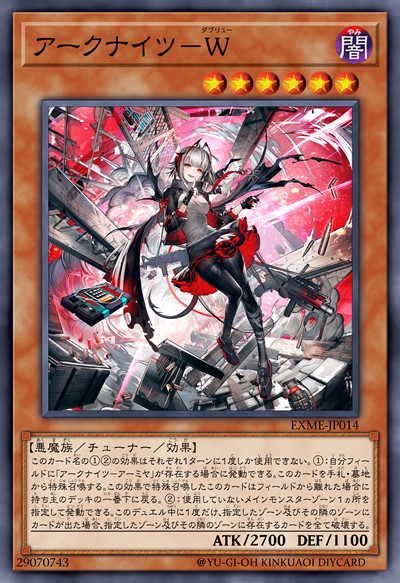 ダブリュー
アークナイツーW
やみ
闇
EXME-JP014
【悪魔族／チューナー／効果】
このカード名の①②の効果はそれぞれ1ターンに1度しか使用できない。①：自分フィー
ルドに「アークナイツーアーミヤ」が存在する場合に発動できる。このカードを手札・墓地
から特殊召喚する。この効果で特殊召喚したこのカードはフィールドから離れた場合に
持ち主のデッキの一番下に戻る。②：使用していないメインモンスターゾーン1ヵ所を
指定して発動できる。このデュエル中に1度だけ、指定したゾーン及びその隣のゾーンに
カードが出た場合、指定したゾーン及びその隣のゾーンに存在するカードを全て破壊する。
ATK/2700 DEF/1100
29070743
©YU-GI-OH KINKUAOI DIYCARD